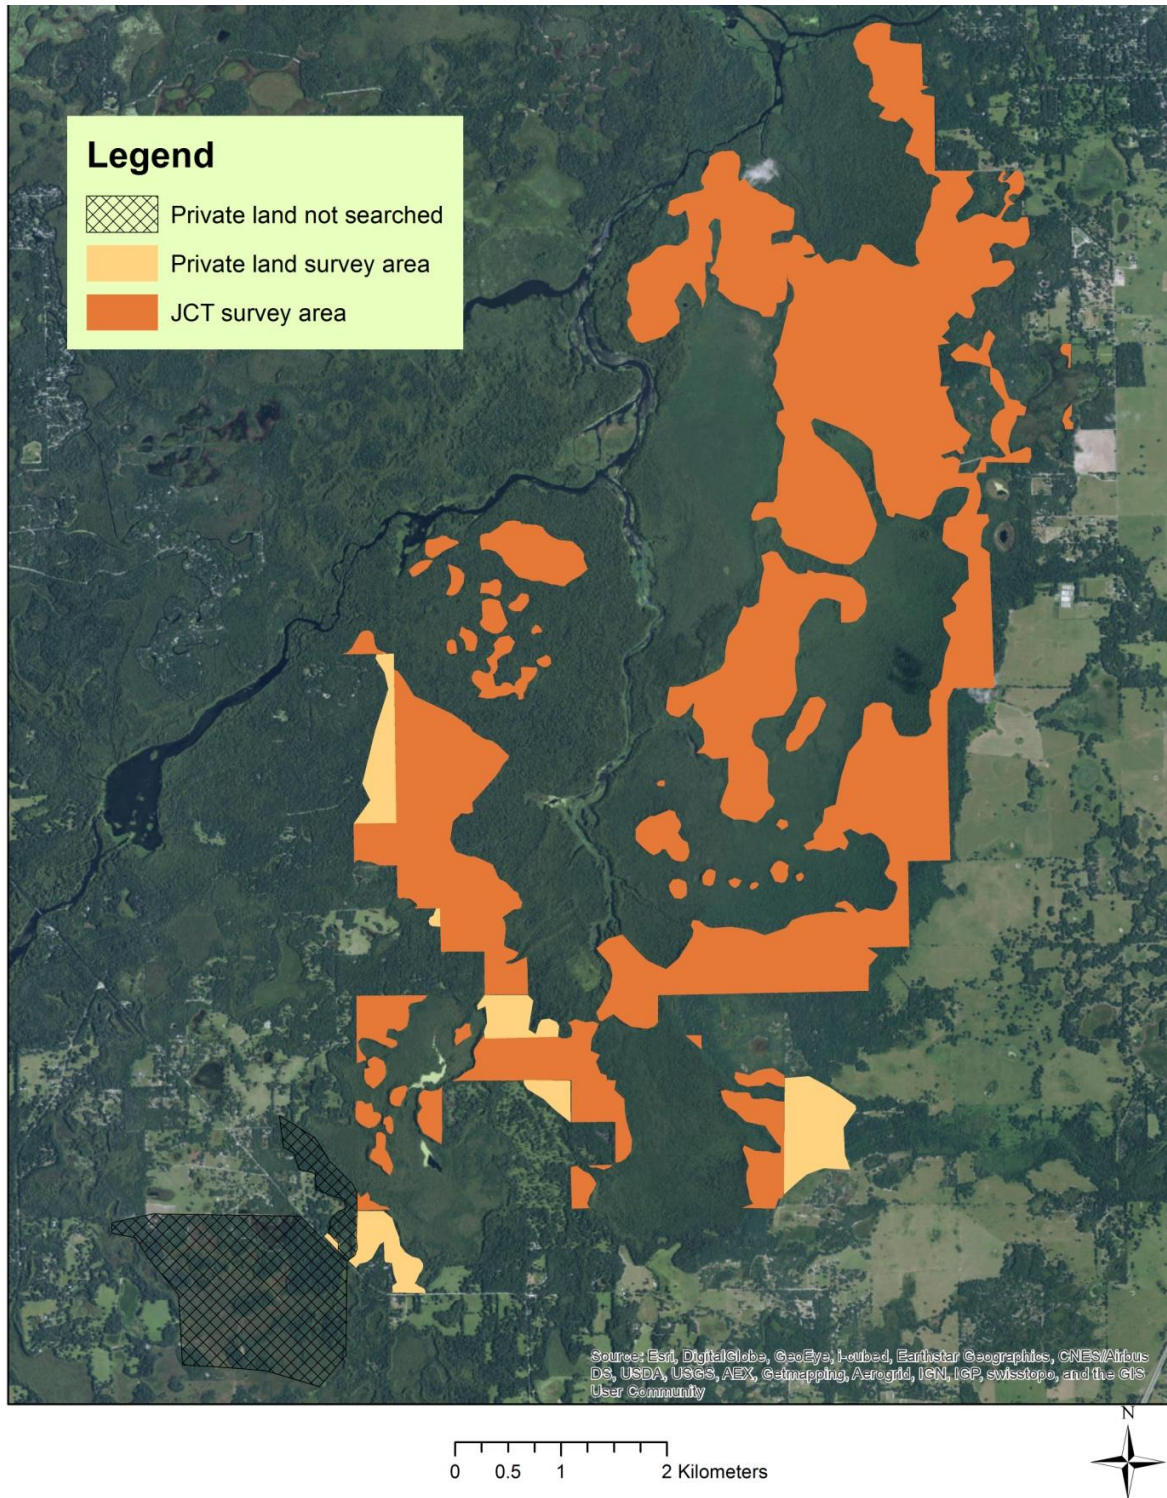 Legend
Private land not searched
Private land survey area
JCT survey area
Source: Esri, DigitalGlobe, GeoEye, i-cubed, Earthstar Geographics, CNES/Airbus
DS, USDA, USGS, AEX, Getmapping, Aerogrid, IGN, IGP, swisstopo, and the GIS
User Community
N
0 0.5 1 2 Kilometers